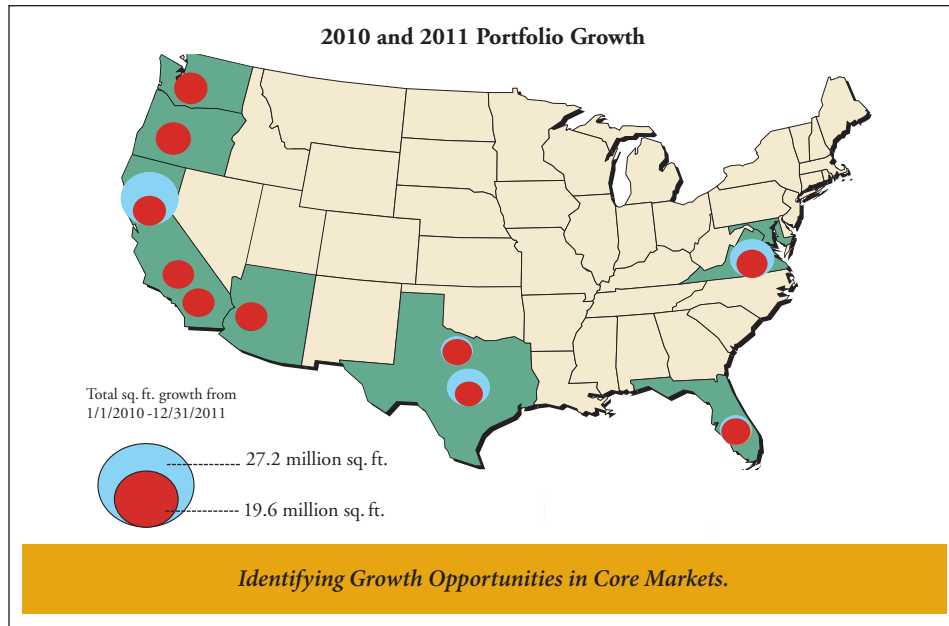 2010 and 2011 Portfolio Growth
Total sq. ft. growth from
1/1/2010 -12/31/2011
27.2 million sq. ft.
19.6 million sq. ft.
Identifying Growth Opportunities in Core Markets.